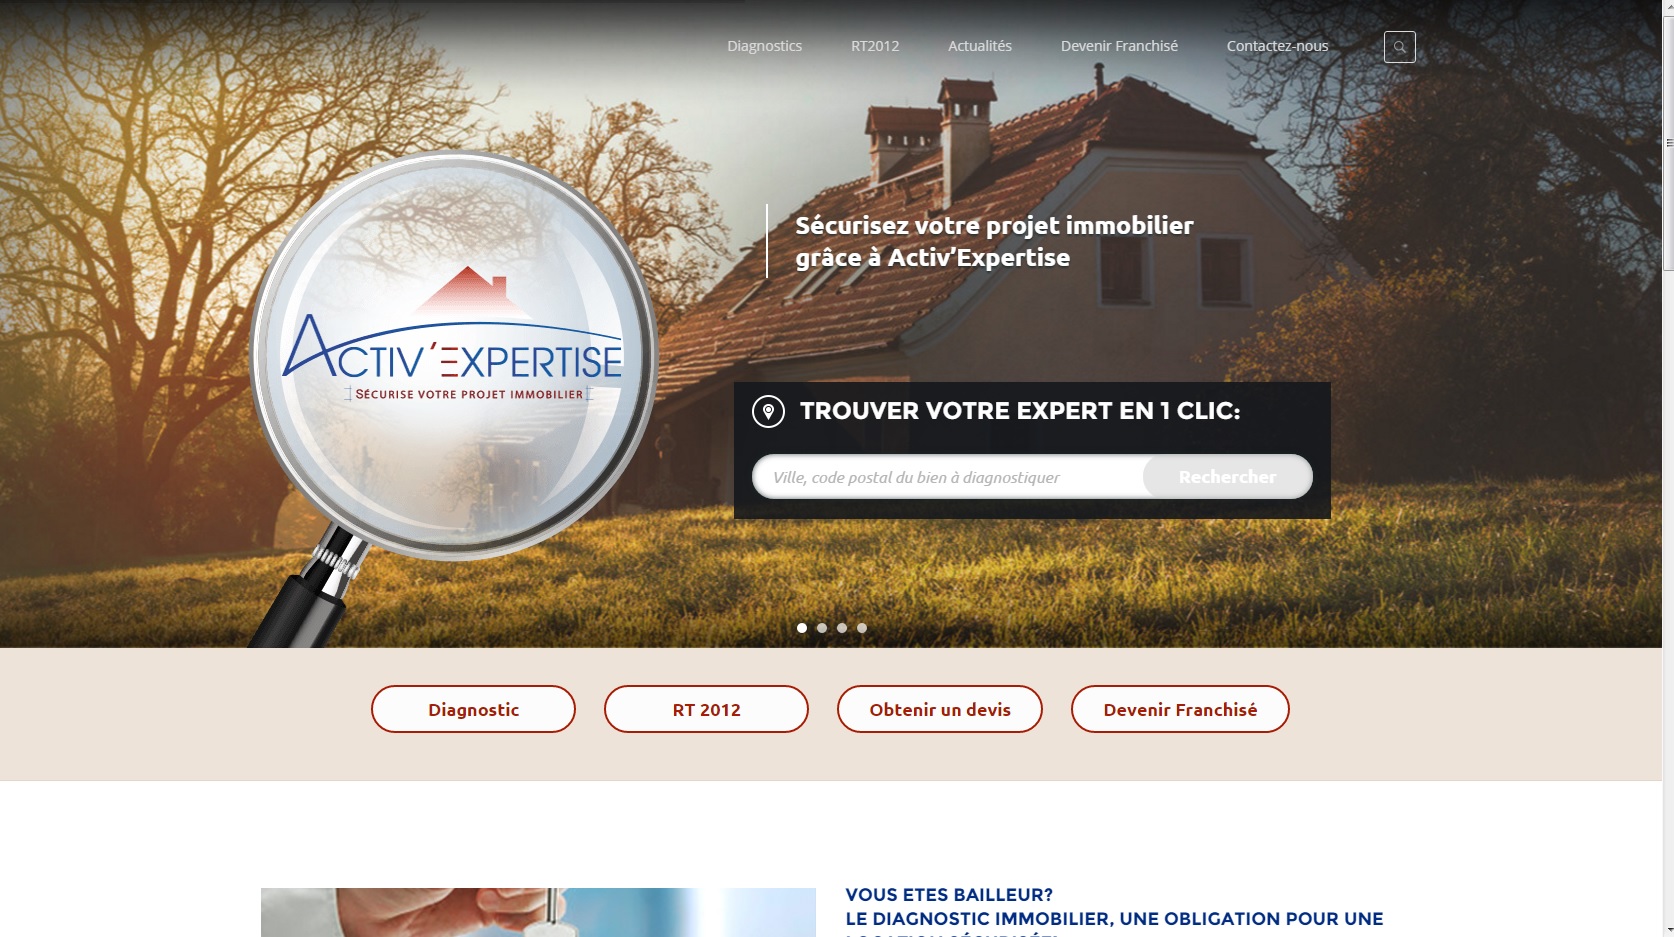 Diagnostics RT2012 Actualités Devenir Franchisé Contactez-nous
Sécurisez votre projet immobilier
grâce à Activ'Expertise
ACTIV'EXPERTISE
SÉCURISE VOTRE PROJET IMMOBILIER
TROUVER VOTRE EXPERT EN 1 CLIC:
Ville, code postal du bien à diagnostiquer Rechercher
Diagnostic RT 2012 Obtenir un devis Devenir Franchisé
VOUS ETES BAILLEUR?
LE DIAGNOSTIC IMMOBILIER, UNE OBLIGATION POUR UNE